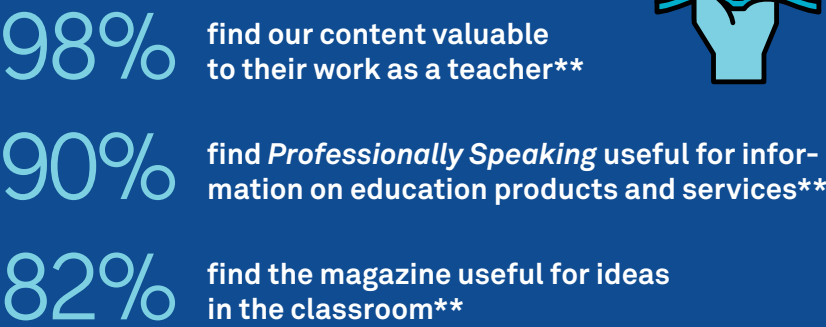 98% find our content valuable
to their work as a teacher**
90% find Professionally Speaking useful for infor-
mation on education products and services**
82% find the magazine useful for ideas
in the classroom**